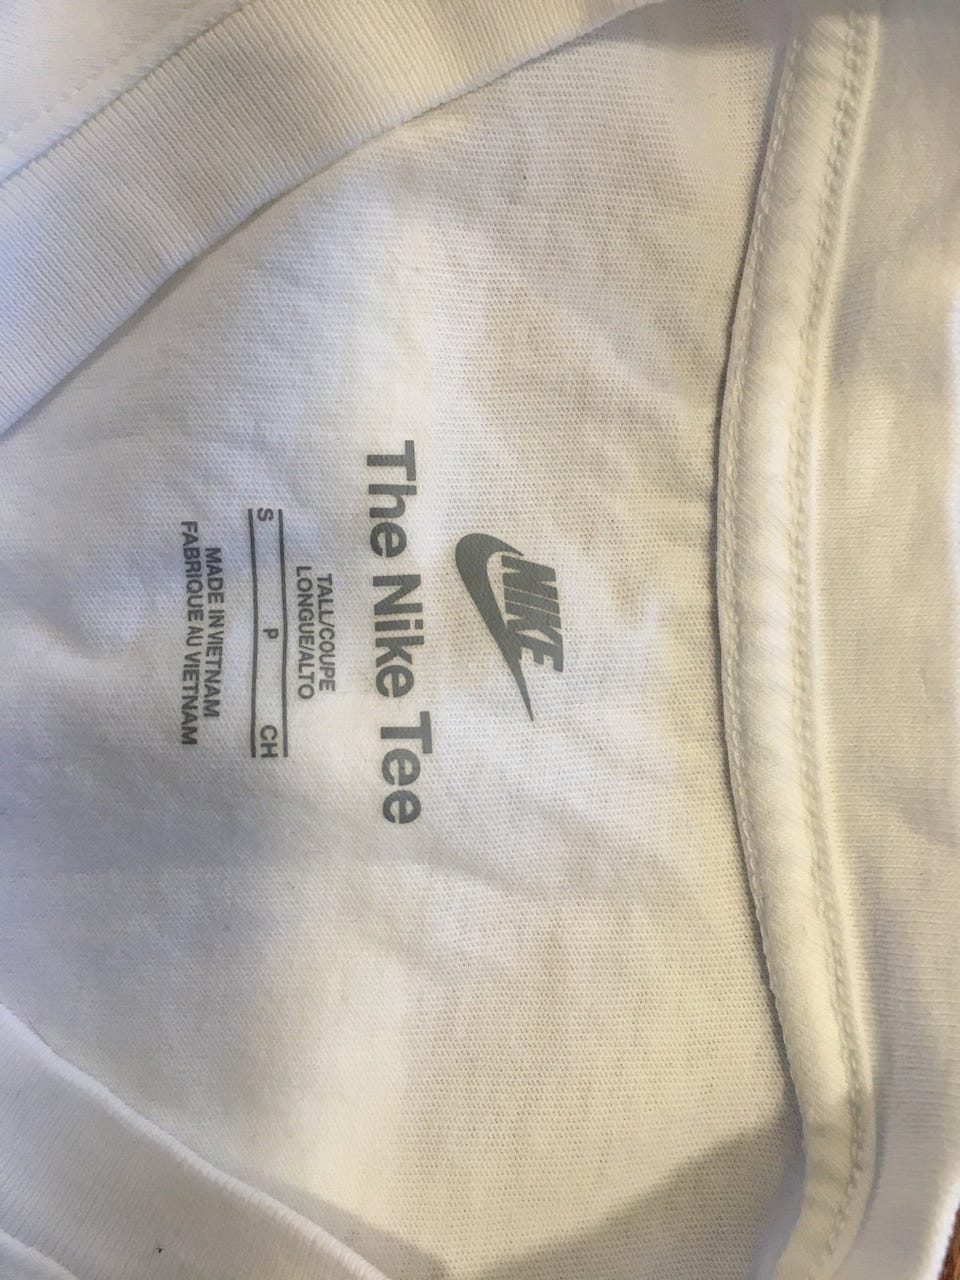 NIKE
The Nike Tee
TALL/COUPE
LONGUE/ALTO
S P CH
MADE IN VIETNAM
FABRIQUE AU VIETNAM